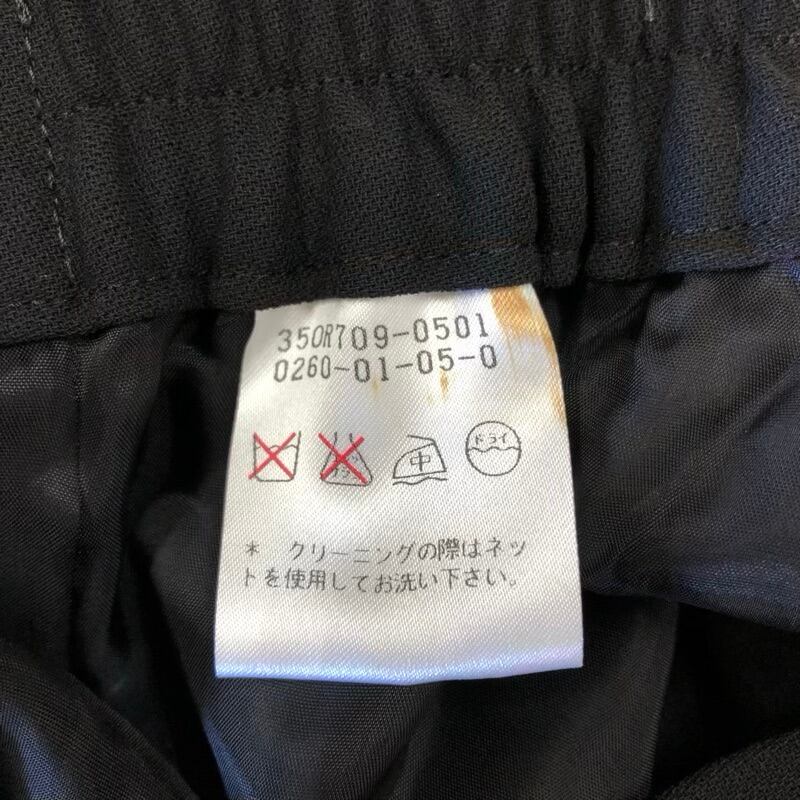 350R709-0501
0260-01-05-0
中
ドライ
* クリーニングの際はネッ
トを使用してお洗い下さい。